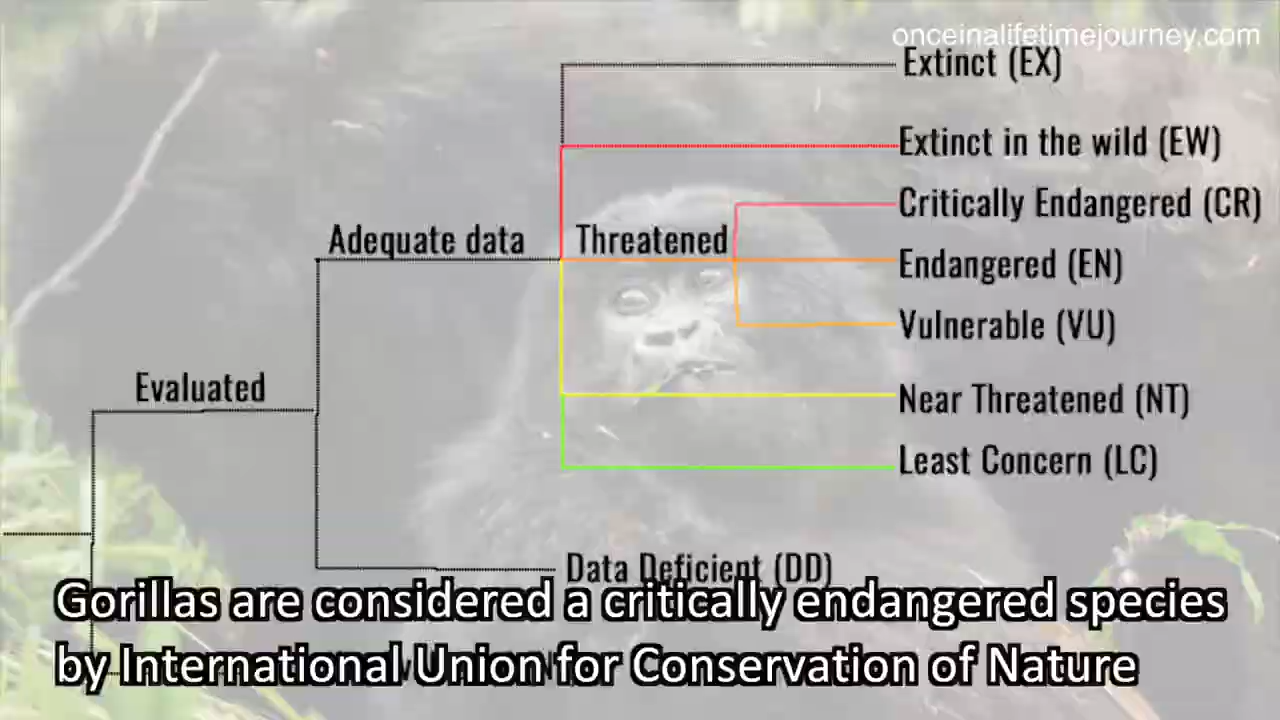 onceinalifetimejourney.com
Extinct (EX)
Extinct in the wild (EW)
Critically Endangered (CR)
Adequate data
Threatened
Endangered (EN)
Vulnerable (VU)
Evaluated
Near Threatened (NT)
Least Concern (LC)
Data Deficient (DD)
Gorillas are considered a critically endangered species
by International Union for Conservation of Nature